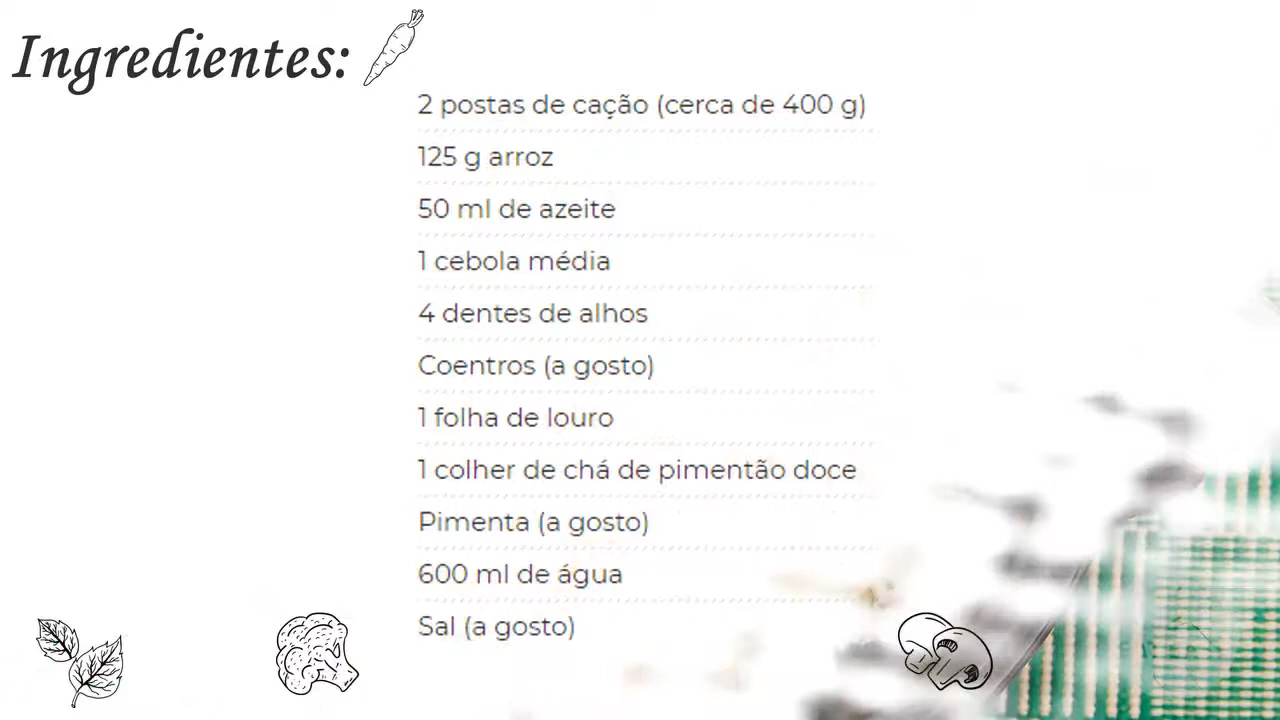 Ingredientes:
2 postas de cação (cerca de 400 g)
125 g arroz
50 ml de azeite
1 cebola média
4 dentes de alhos
Coentros (a gosto)
1 folha de louro
1 colher de chá de pimentão doce
Pimenta (a gosto)
600 ml de água
Sal (a gosto)